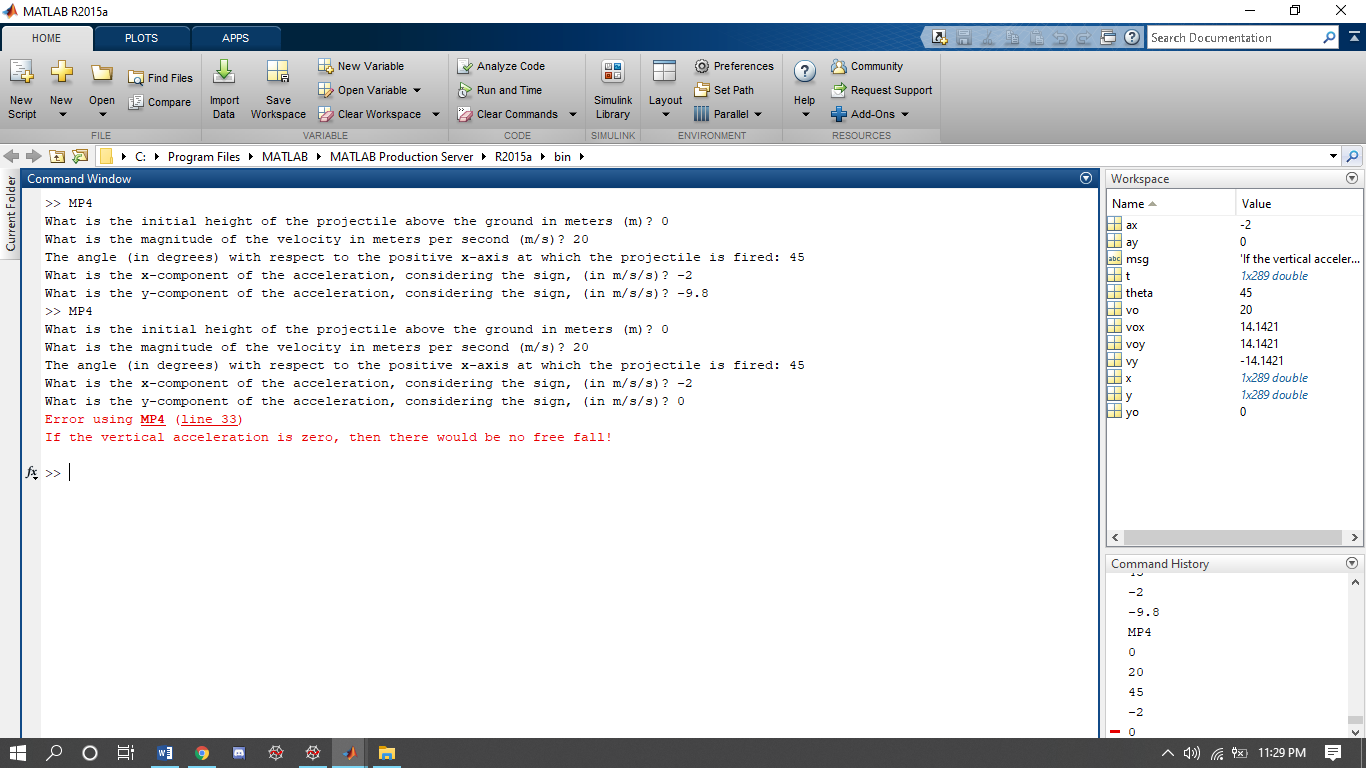 MATLAB R2015a
HOME PLOTS APPS
Search Documentation
New Script
New
Open
Find Files
Compare
FILE
Import Data
Save Workspace
New Variable
Open Variable
Clear Workspace
VARIABLE
Analyze Code
Run and Time
Clear Commands
CODE
Simulink Library
SIMULINK
Layout
Preferences
Set Path
Parallel
ENVIRONMENT
Help
Community
Request Support
Add-Ons
RESOURCES
C: Program Files MATLAB MATLAB Production Server R2015a bin
Current Folder
Command Window
>> MP4
What is the initial height of the projectile above the ground in meters (m)? 0
What is the magnitude of the velocity in meters per second (m/s)? 20
The angle (in degrees) with respect to the positive x-axis at which the projectile is fired: 45
What is the x-component of the acceleration, considering the sign, (in m/s/s)? -2
What is the y-component of the acceleration, considering the sign, (in m/s/s)? -9.8
>> MP4
What is the initial height of the projectile above the ground in meters (m)? 0
What is the magnitude of the velocity in meters per second (m/s)? 20
The angle (in degrees) with respect to the positive x-axis at which the projectile is fired: 45
What is the x-component of the acceleration, considering the sign, (in m/s/s)? -2
What is the y-component of the acceleration, considering the sign, (in m/s/s)? 0
Error using MP4 (line 33)
If the vertical acceleration is zero, then there would be no free fall!
fx >>
Workspace
Name Value
ax -2
ay 0
abc msg 'If the vertical acceler...
t 1x289 double
theta 45
vo 20
vox 14.1421
voy 14.1421
vy -14.1421
x 1x289 double
y 1x289 double
yo 0
Command History
-2
-9.8
MP4
0
20
45
-2
0
11:29 PM